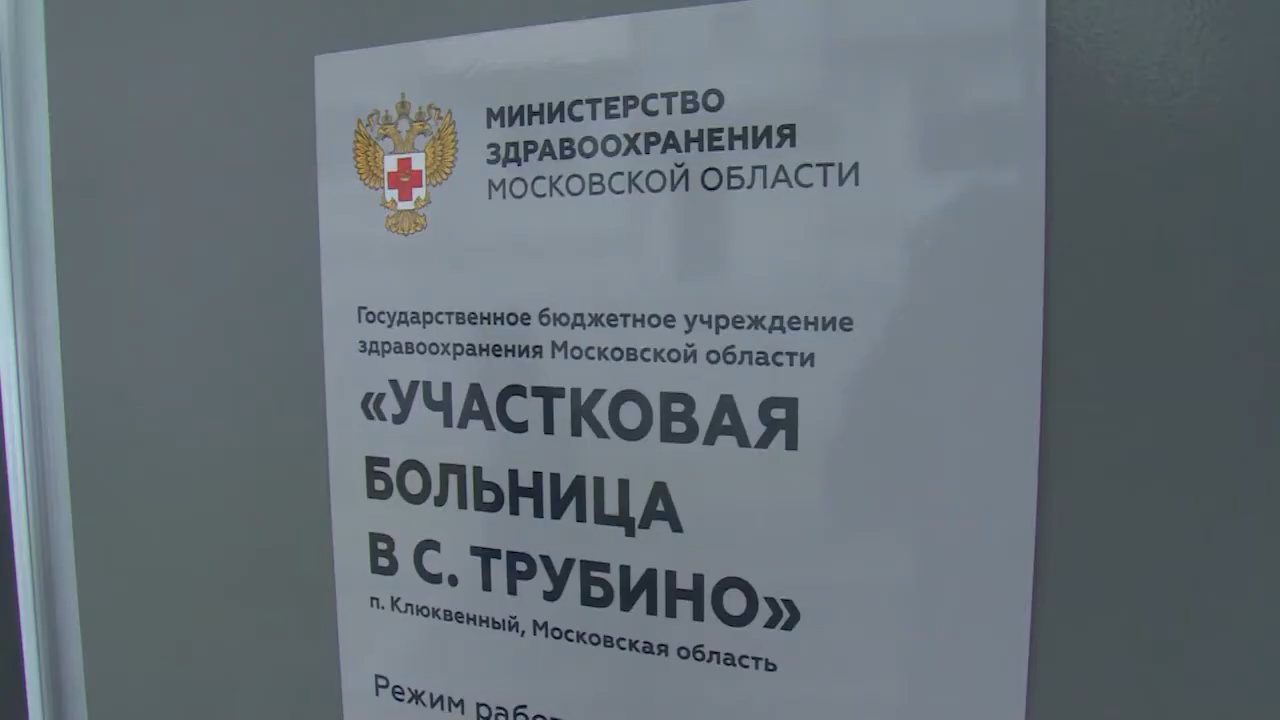 МИНИСТЕРСТВО
ЗДРАВООХРАНЕНИЯ
МОСКОВСКОЙ ОБЛАСТИ
Государственное бюджетное учреждение
здравоохранения Московской области
«УЧАСТКОВАЯ
БОЛЬНИЦА
В С. ТРУБИНО»
п. Клюквенный, Московская область
Режим